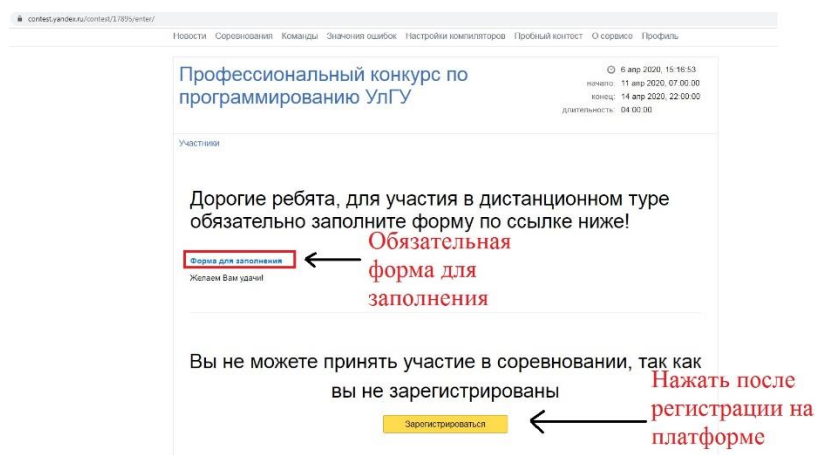 contest.yandex.ru/contest/17895/enter/
Новости Соревнования Команды Значения ошибок Настройки компиляторов Пробный контест О сервисе Профиль
Профессиональный конкурс по
программированию УлГУ
6 апр 2020, 15:16:53
начало: 11 апр 2020, 07:00:00
конец: 14 апр 2020, 22:00:00
длительность: 04:00:00
Участники
Дорогие ребята, для участия в дистанционном туре
обязательно заполните форму по ссылке ниже!
Форма для заполнения
Обязательная
форма для
заполнения
Желаем Вам удачи!
Вы не можете принять участие в соревновании, так как
вы не зарегистрированы
Зарегистрироваться
Нажать после
регистрации на
платформе